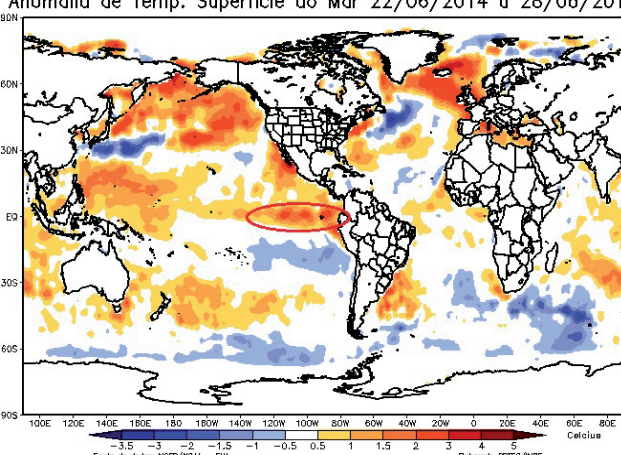 Anomalia de Temp. Superfície do Mar 22/06/2014 a 28/06/201
90N
60N
30N
EQ
30S
60S
90S
100E 120E 140E 160E 180W 160W 140W 120W 100W 80W 60W 40W 20W 0 20E 40E 60E 80E
-3.5 -3 -2 -1.5 -1 -0.5 0.5 1 1.5 2 3 4 5 Celcius